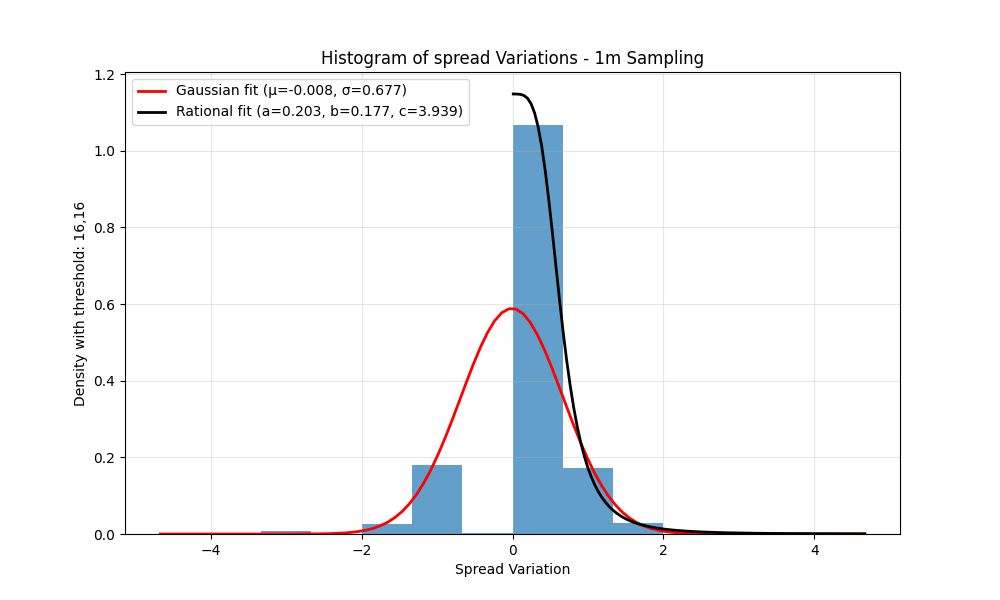 Histogram of spread Variations - 1m Sampling
Gaussian fit (μ=-0.008, σ=0.677)
Rational fit (a=0.203, b=0.177, c=3.939)
Density with threshold: 16,16
1.2
1.0
0.8
0.6
0.4
0.2
0.0
−4
−2
0
2
4
Spread Variation